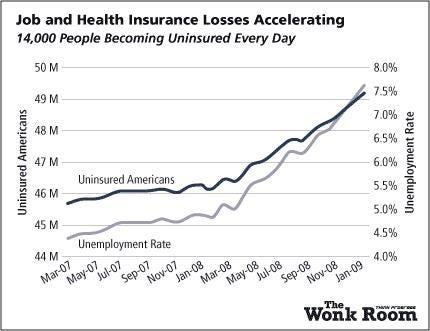 Job and Health Insurance Losses Accelerating
14,000 People Becoming Uninsured Every Day
50 M
8.0%
49 M
7.5%
48 M
7.0%
6.5%
47 M
6.0%
46 M
5.5%
5.0%
45 M
4.5%
44 M
4.0%
Uninsured Americans
Unemployment Rate
Uninsured Americans
Unemployment Rate
Mar-07
May-07
Jul-07
Sep-07
Nov-07
Jan-08
Mar-08
May-08
Jul-08
Sep-08
Nov-08
Jan-09
The
THINK PROGRESS
Wonk Room